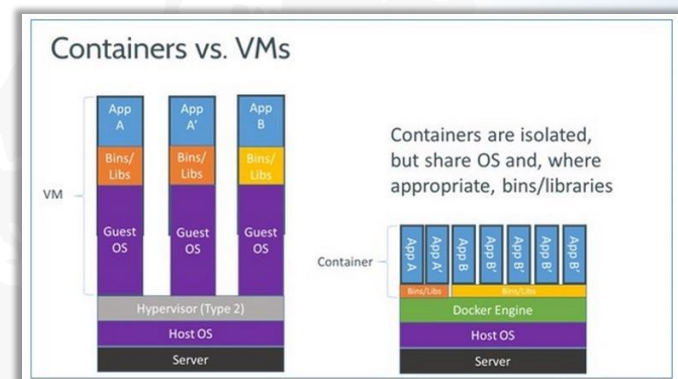 Containers vs. VMs
App
A
App
A'
App
B
Bins/
Libs
Bins/
Libs
Bins/
Libs
VM
Guest
OS
Guest
OS
Guest
OS
Hypervisor (Type 2)
Host OS
Server
Containers are isolated,
but share OS and, where
appropriate, bins/libraries
Container
App A
App A'
App B
App B'
App B'
App B'
App B'
Bins/Libs
Bins/Libs
Docker Engine
Host OS
Server